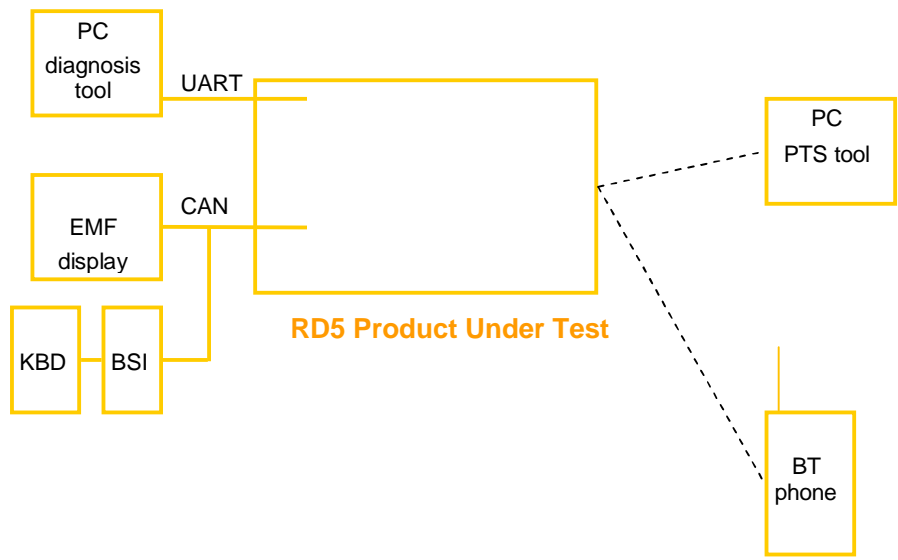 PC
diagnosis
tool
UART
PC
PTS tool
CAN
EMF
display
RD5 Product Under Test
KBD
BSI
BT
phone